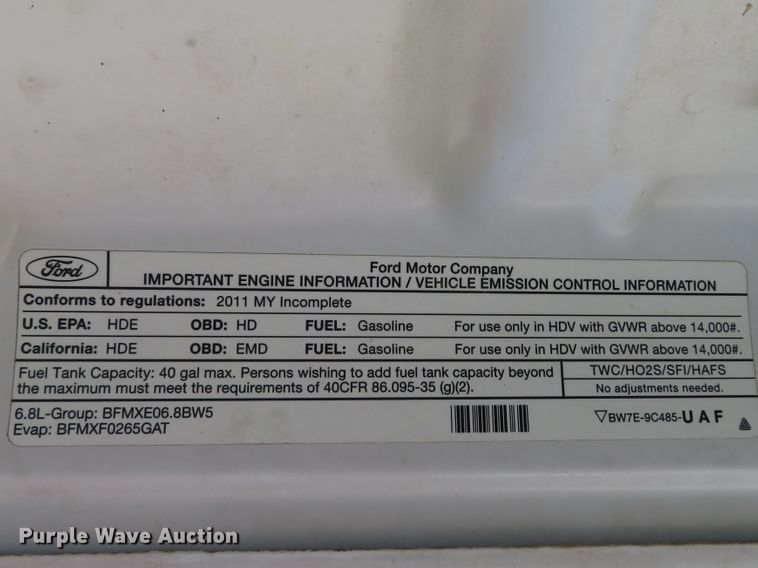 Ford
Ford Motor Company
IMPORTANT ENGINE INFORMATION / VEHICLE EMISSION CONTROL INFORMATION
Conforms to regulations: 2011 MY Incomplete
U.S. EPA: HDE OBD: HD FUEL: Gasoline For use only in HDV with GVWR above 14,000#.
California: HDE OBD: EMD FUEL: Gasoline For use only in HDV with GVWR above 14,000#.
Fuel Tank Capacity: 40 gal max. Persons wishing to add fuel tank capacity beyond
the maximum must meet the requirements of 40CFR 86.095-35 (g)(2).
TWC/HO2S/SFI/HAFS
No adjustments needed.
6.8L-Group: BFMXE06.8BW5
Evap: BFMXF0265GAT
BW7E-9C485-UAF
Purple Wave Auction